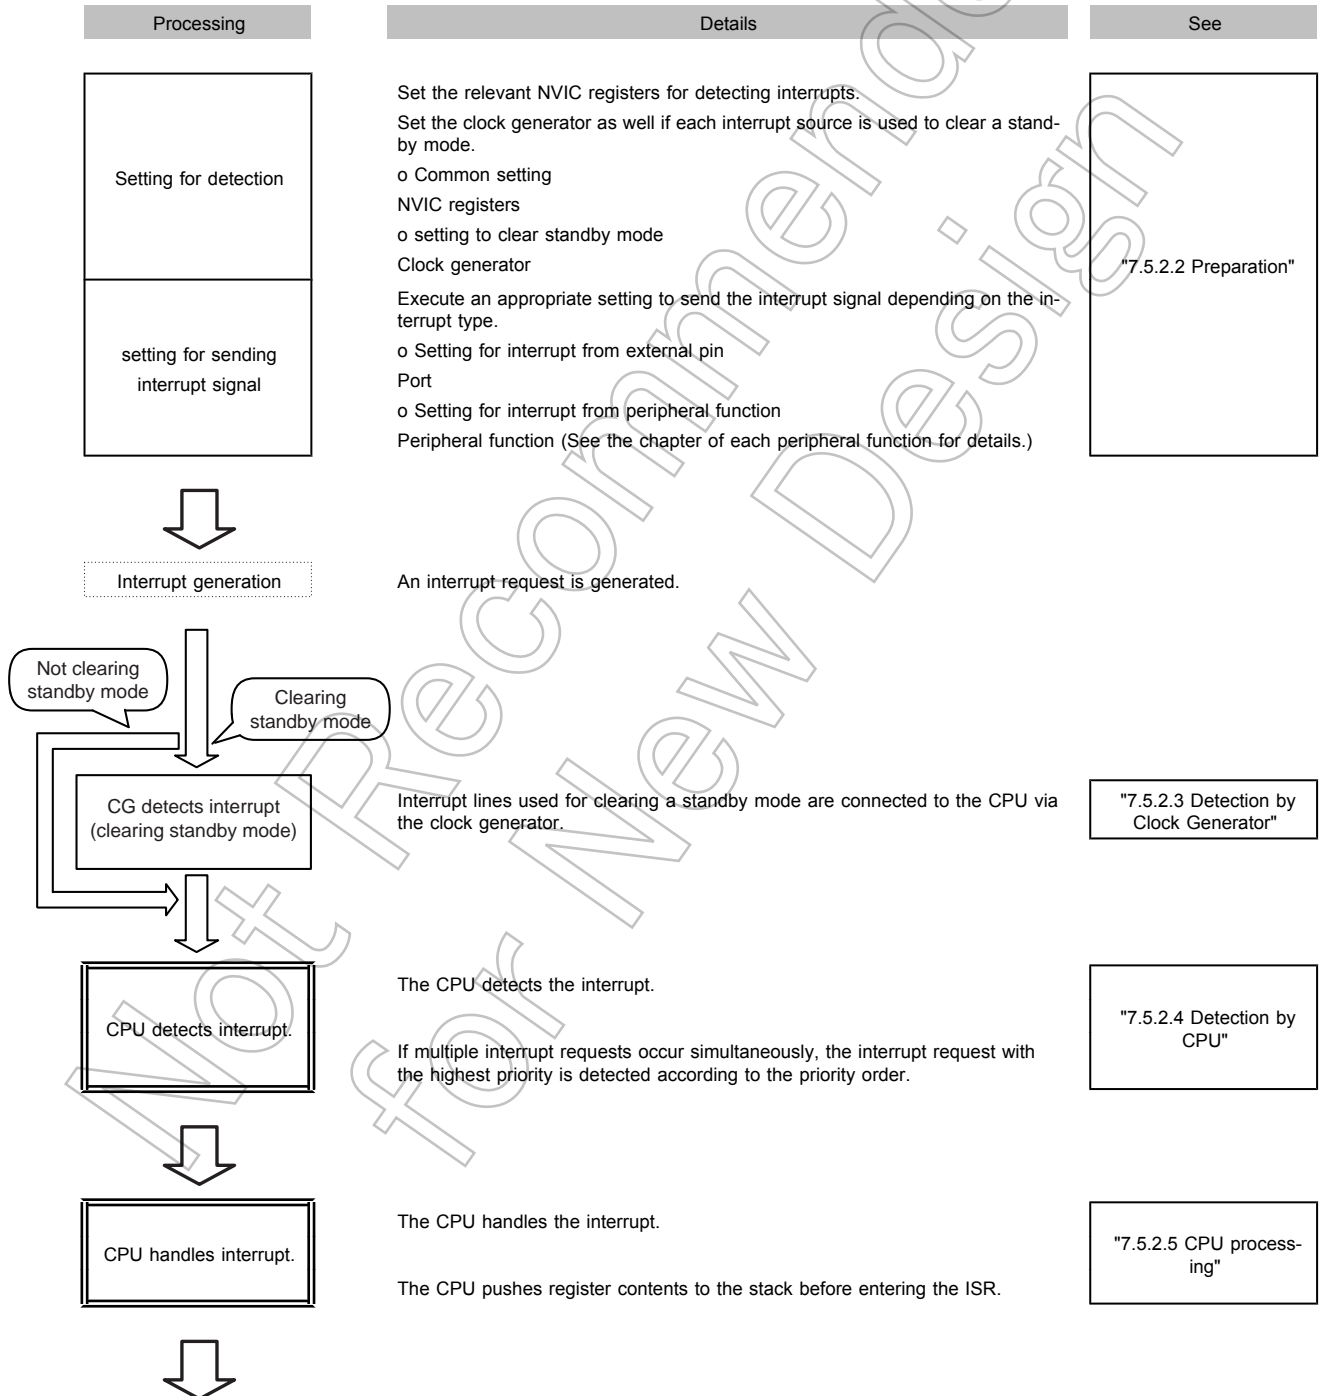 Processing
Details
See
Setting for detection
Set the relevant NVIC registers for detecting interrupts.
Set the clock generator as well if each interrupt source is used to clear a stand-
by mode.
o Common setting
NVIC registers
o setting to clear standby mode
Clock generator
"7.5.2.2 Preparation"
setting for sending
interrupt signal
Execute an appropriate setting to send the interrupt signal depending on the in-
terrupt type.
o Setting for interrupt from external pin
Port
o Setting for interrupt from peripheral function
Peripheral function (See the chapter of each peripheral function for details.)
Interrupt generation
An interrupt request is generated.
Not clearing
standby mode
Clearing
standby mode
CG detects interrupt
(clearing standby mode)
Interrupt lines used for clearing a standby mode are connected to the CPU via
the clock generator.
"7.5.2.3 Detection by
Clock Generator"
CPU detects interrupt.
The CPU detects the interrupt.
If multiple interrupt requests occur simultaneously, the interrupt request with
the highest priority is detected according to the priority order.
"7.5.2.4 Detection by
CPU"
CPU handles interrupt.
The CPU handles the interrupt.
The CPU pushes register contents to the stack before entering the ISR.
"7.5.2.5 CPU process-
ing"
Not Recommende
for New Design